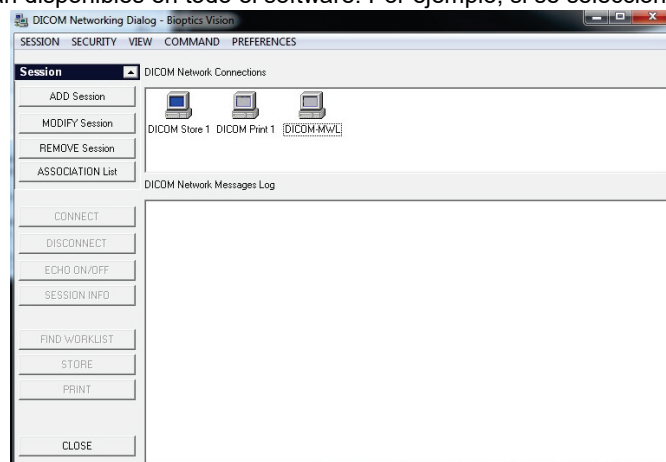 an disponibles en todo el software. Por ejemplo, si se seleccion
DICOM Networking Dialog - Bioptics Vision
SESSION SECURITY VIEW COMMAND PREFERENCES
Session
DICOM Network Connections
ADD Session
MODIFY Session
REMOVE Session
ASSOCIATION List
DICOM Store 1 DICOM Print 1 DICOM-MWL
DICOM Network Messages Log
CONNECT
DISCONNECT
ECHO ON/OFF
SESSION INFO
FIND WORKLIST
STORE
PRINT
CLOSE